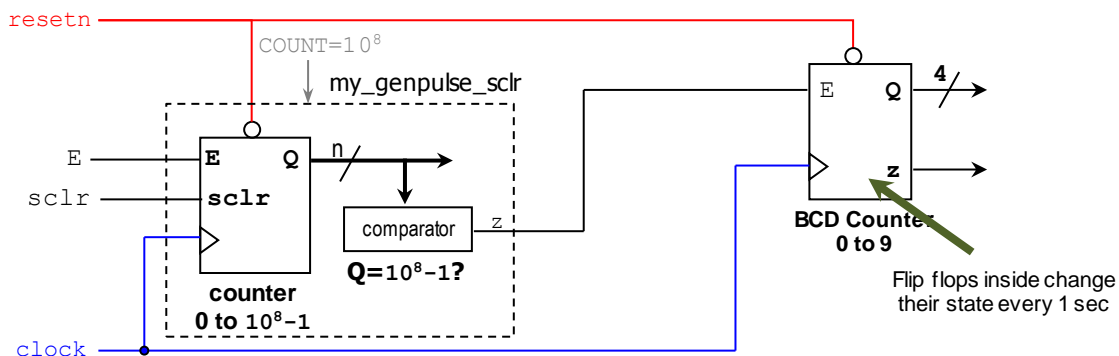 resetn
COUNT=10⁸
my_genpulse_sclr
E
sclr
E
Q
sclr
n
comparator
z
Q=10⁸-1?
counter
0 to 10⁸-1
E
Q
4
z
BCD Counter
0 to 9
Flip flops inside change
their state every 1 sec
clock